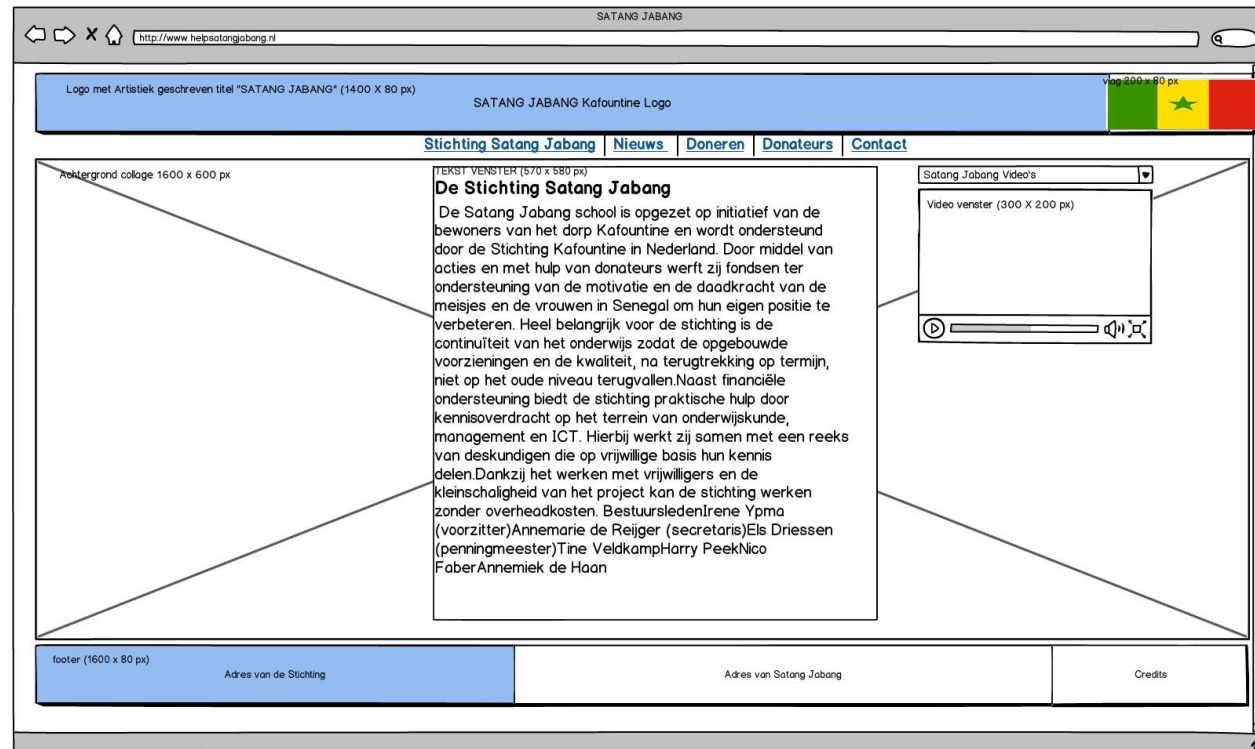 SATANG JABANG
http://www.helpsatangjabang.nl
Logo met Artistiek geschreven titel "SATANG JABANG" (1400 X 80 px)
SATANG JABANG Kafountine Logo
vlag 200 x 80 px
Stichting Satang Jabang | Nieuws | Doneren | Donateurs | Contact
Achtergrond collage 1600 x 600 px
TEKST VENSTER (570 x 580 px)
De Stichting Satang Jabang
De Satang Jabang school is opgezet op initiatief van de
bewoners van het dorp Kafountine en wordt ondersteund
door de Stichting Kafountine in Nederland. Door middel van
acties en met hulp van donateurs werft zij fondsen ter
ondersteuning van de motivatie en de daadkracht van de
meisjes en de vrouwen in Senegal om hun eigen positie te
verbeteren. Heel belangrijk voor de stichting is de
continuïteit van het onderwijs zodat de opgebouwde
voorzieningen en de kwaliteit, na terugtrekking op termijn,
niet op het oude niveau terugvallen.Naast financiële
ondersteuning biedt de stichting praktische hulp door
kennisoverdracht op het terrein van onderwijskunde,
management en ICT. Hierbij werkt zij samen met een reeks
van deskundigen die op vrijwillige basis hun kennis
delen.Dankzij het werken met vrijwilligers en de
kleinschaligheid van het project kan de stichting werken
zonder overheadkosten. BestuursledenIrene Ypma
(voorzitter)Annemarie de Reijger (secretaris)Els Driessen
(penningmeester)Tine VeldkampHarry PeekNico
FaberAnnemiek de Haan
Satang Jabang Video's
Video venster (300 X 200 px)
footer (1600 x 80 px)
Adres van de Stichting
Adres van Satang Jabang
Credits